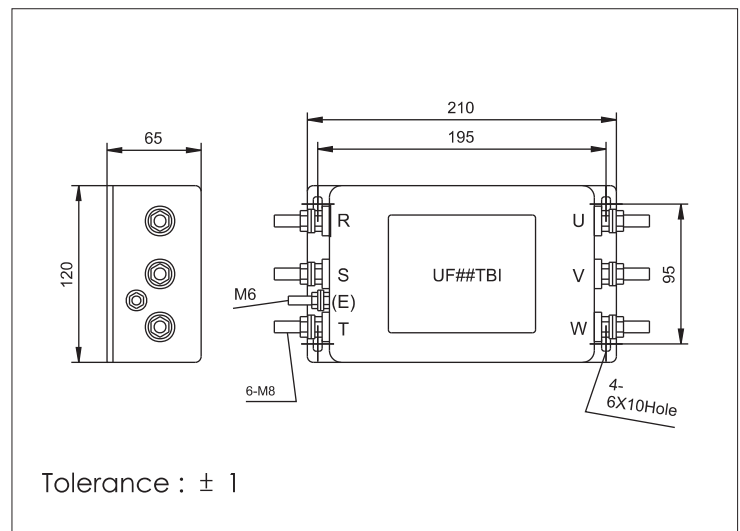 210
65
195
R
U
120
S
UF##TBI
V
95
M6
(E)
T
W
6-M8
4-
6X10Hole
Tolerance : ± 1